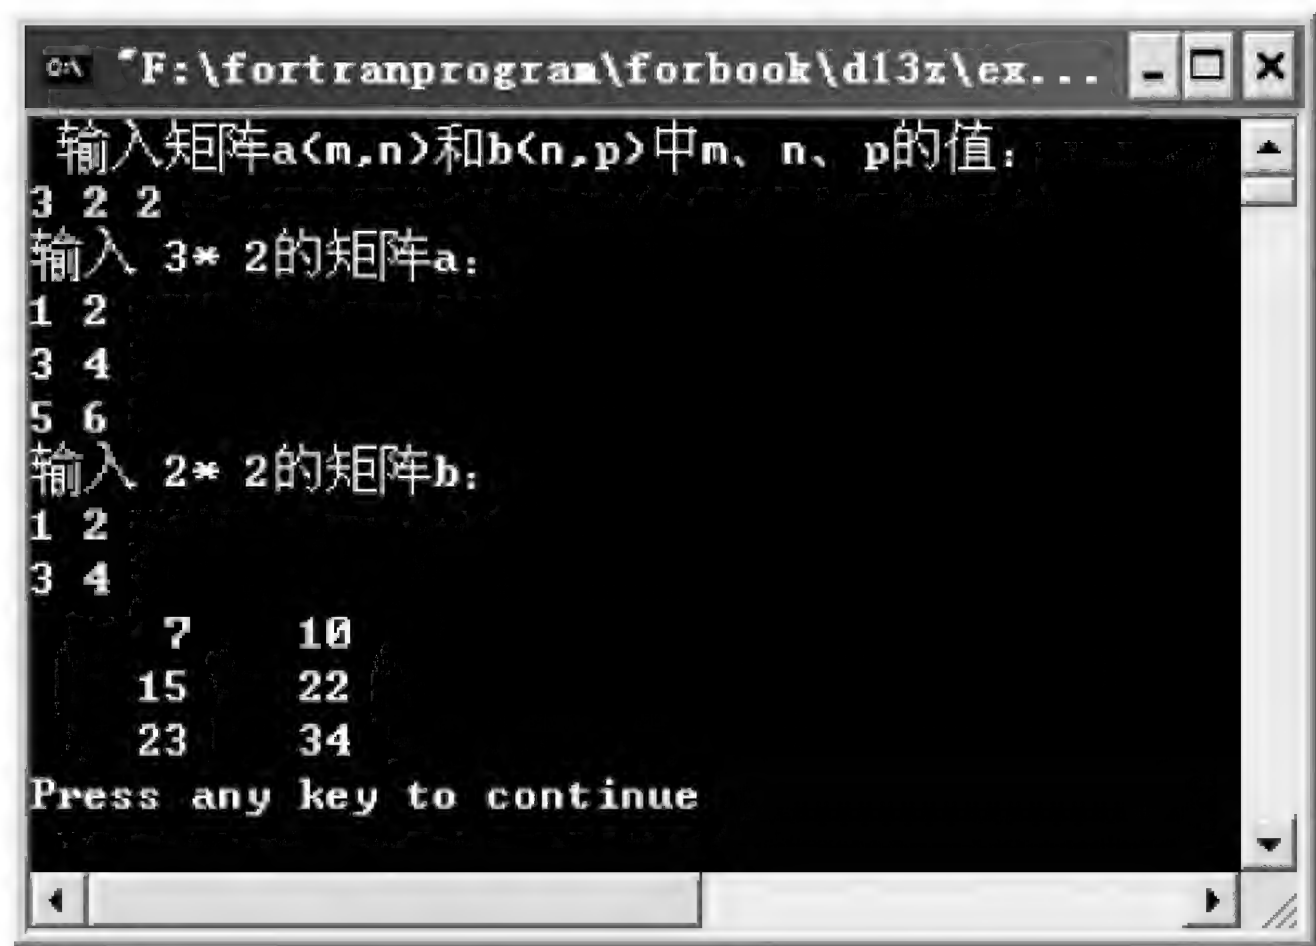 "F:\fortranprogram\forbook\d13z\ex...
输入矩阵a(m,n)和b(n,p)中m、n、p的值:
3 2 2
输入 3* 2的矩阵a:
1 2
3 4
5 6
输入 2* 2的矩阵b:
1 2
3 4
7 10
15 22
23 34
Press any key to continue